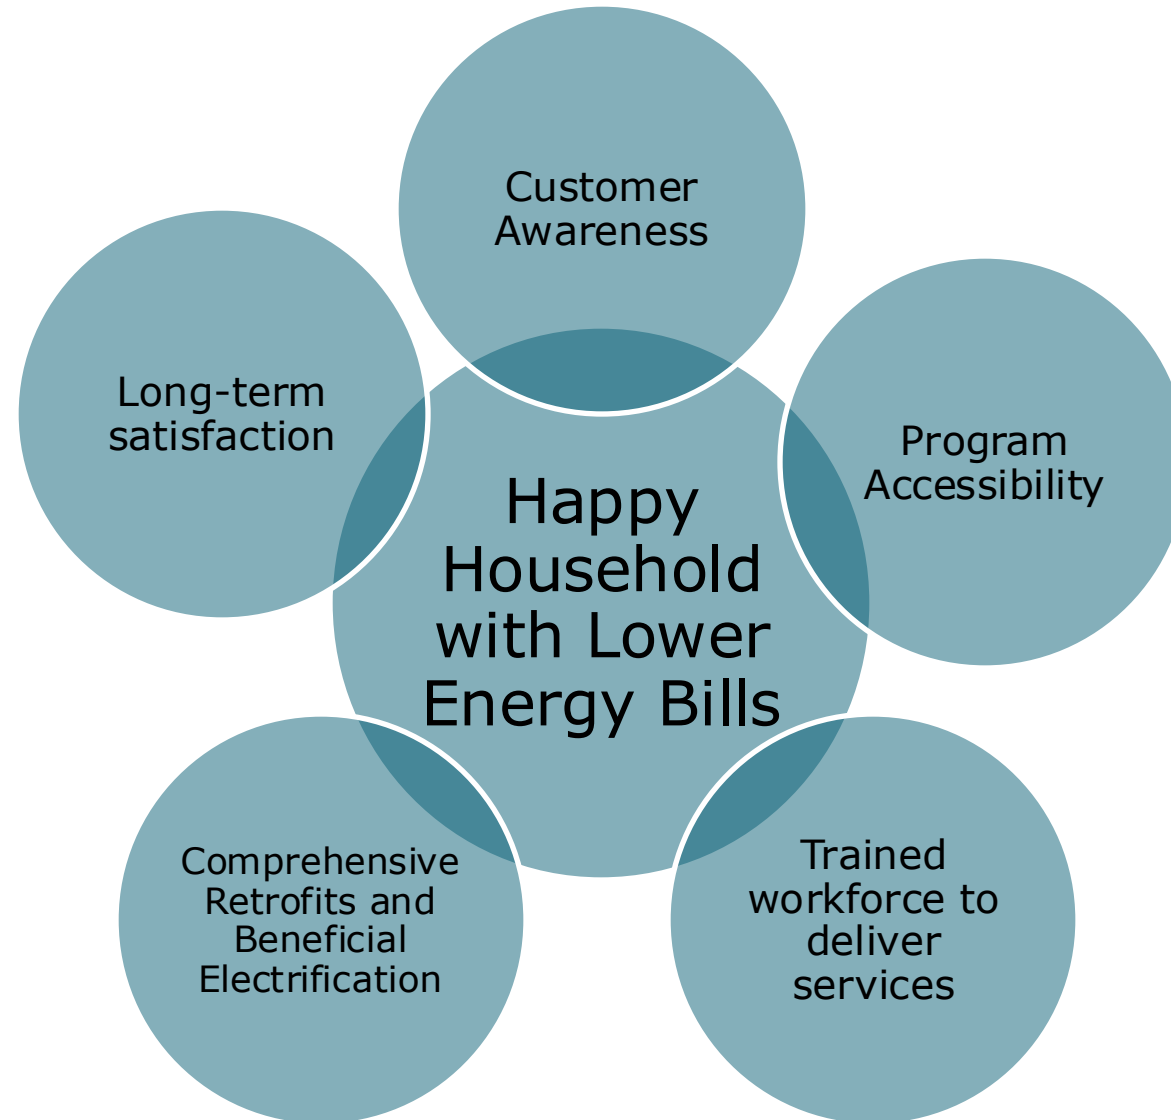 Customer
Awareness
Program
Accessibility
Trained
workforce to
deliver
services
Comprehensive
Retrofits and
Beneficial
Electrification
Long-term
satisfaction
Happy
Household
with Lower
Energy Bills